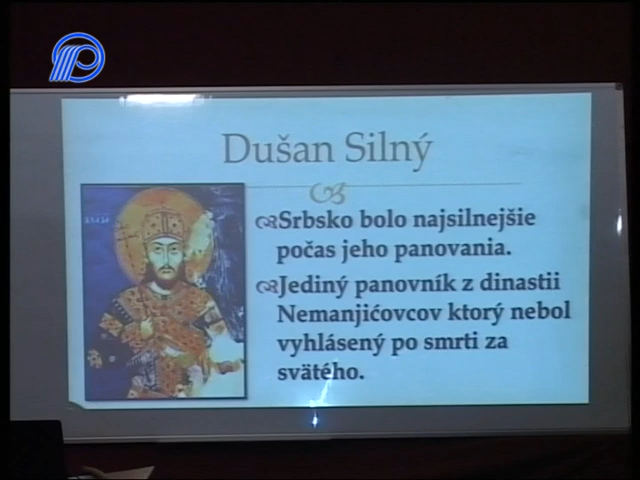 Dušan Silný
Srbsko bolo najsilnejšie
počas jeho panovania.
Jediný panovník z dinastii
Nemanjićovcov ktorý nebol
vyhlásený po smrti za
svätého.